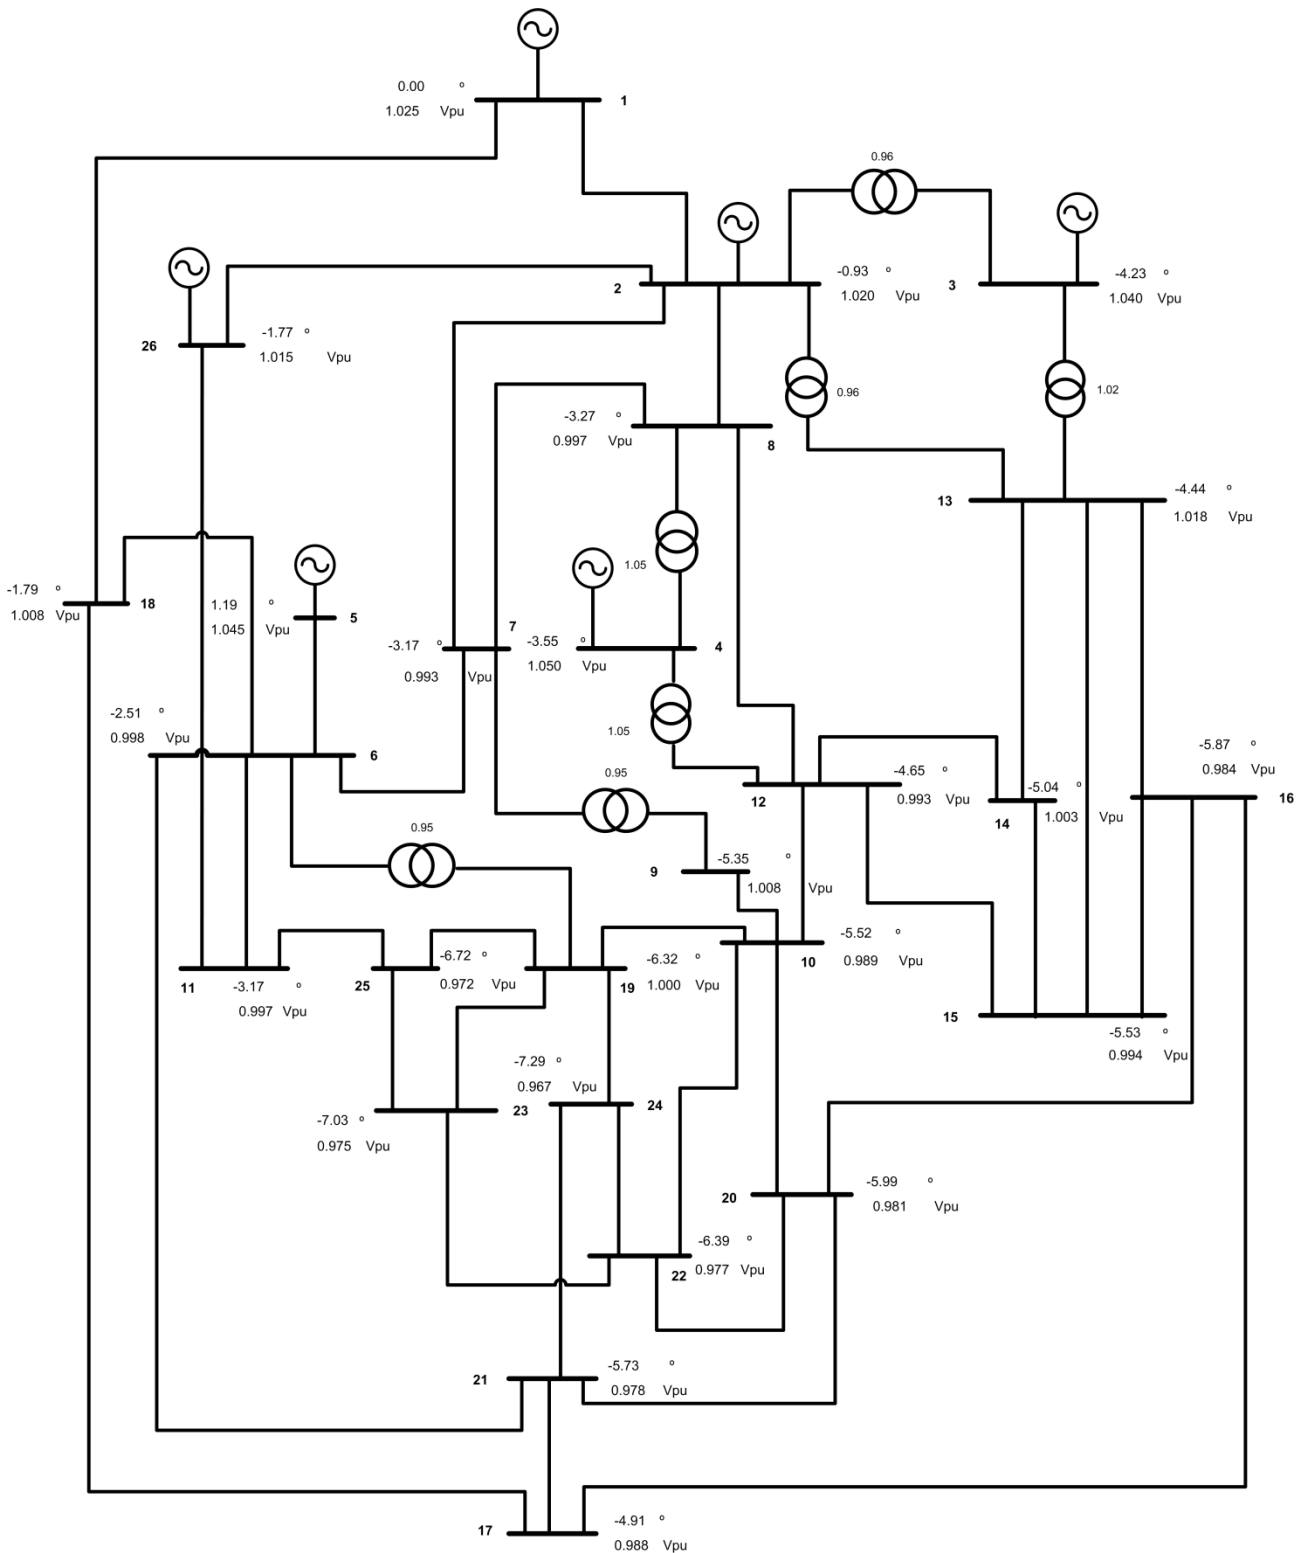 0.00 º
1.025 Vpu
1
0.96
-0.93 º
1.020 Vpu
2
3
-4.23 º
1.040 Vpu
26
-1.77 º
1.015 Vpu
0.96
1.02
-3.27 º
0.997 Vpu
8
13
-4.44 º
1.018 Vpu
1.05
-1.79 º
1.008 Vpu
18
1.19 º
1.045 Vpu
5
7
-3.17 º
0.993 Vpu
-3.55 º
1.050 Vpu
4
-2.51 º
0.998 Vpu
6
1.05
0.95
12
-4.65 º
0.993 Vpu
-5.04 º
1.003 Vpu
14
-5.87 º
0.984 Vpu
16
0.95
9
-5.35 º
1.008 Vpu
-5.52 º
0.989 Vpu
10
11
-3.17 º
0.997 Vpu
25
-6.72 º
0.972 Vpu
19
-6.32 º
1.000 Vpu
15
-5.53 º
0.994 Vpu
-7.29 º
0.967 Vpu
24
23
-7.03 º
0.975 Vpu
20
-5.99 º
0.981 Vpu
-6.39 º
0.977 Vpu
22
21
-5.73 º
0.978 Vpu
17
-4.91 º
0.988 Vpu